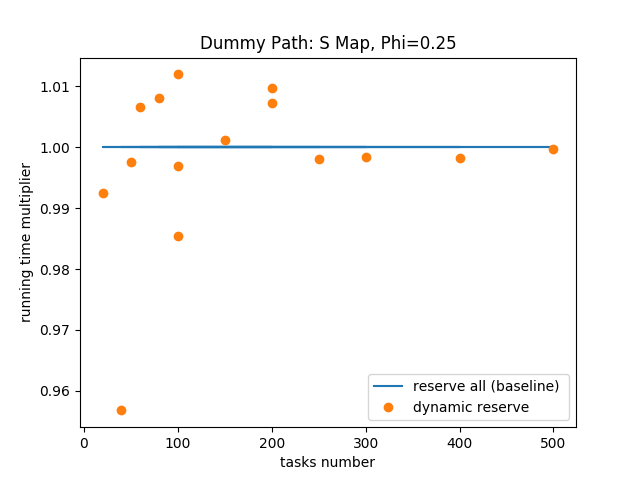 Dummy Path: S Map, Phi=0.25
running time multiplier
1.01
1.00
0.99
0.98
0.97
0.96
reserve all (baseline)
dynamic reserve
0 100 200 300 400 500
tasks number